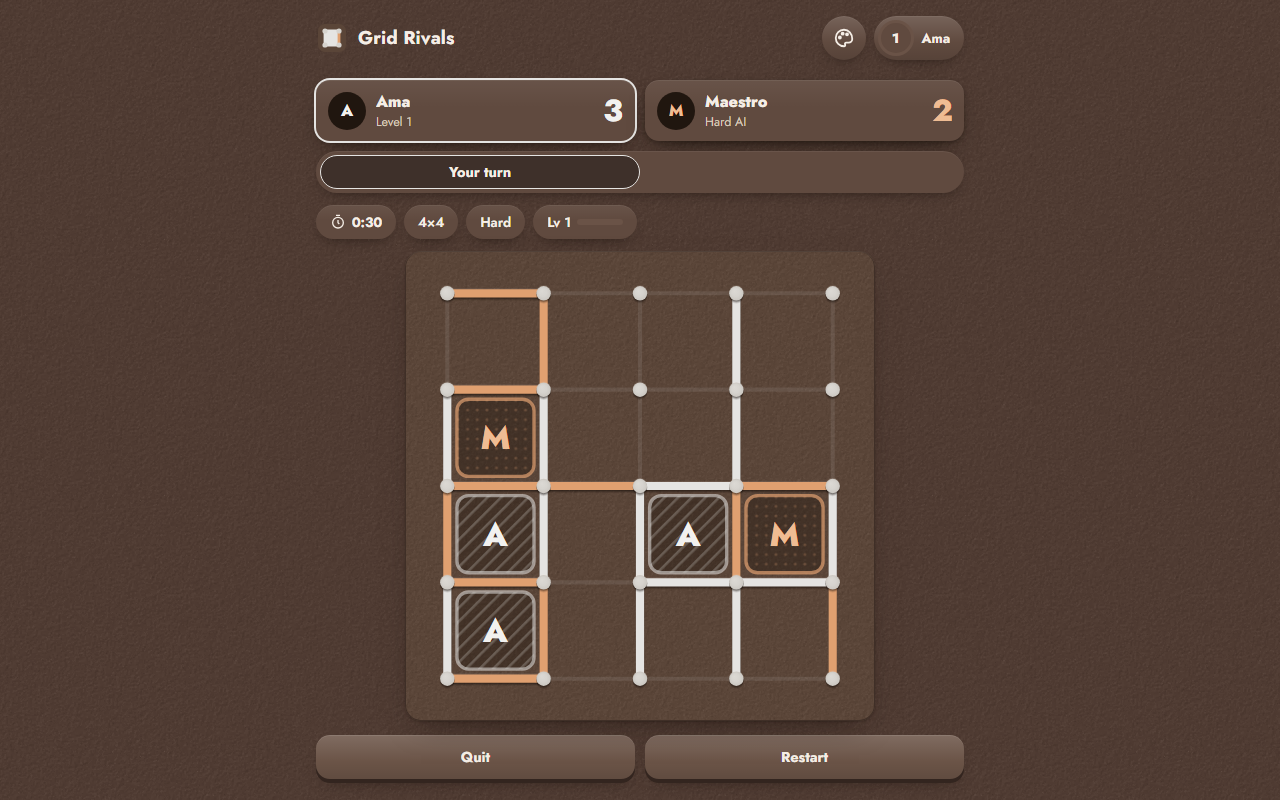 Grid Rivals
1 Ama
A Ama 3
Level 1
M Maestro 2
Hard AI
Your turn
0:30 4×4 Hard Lv 1
M
A A M
A
Quit Restart